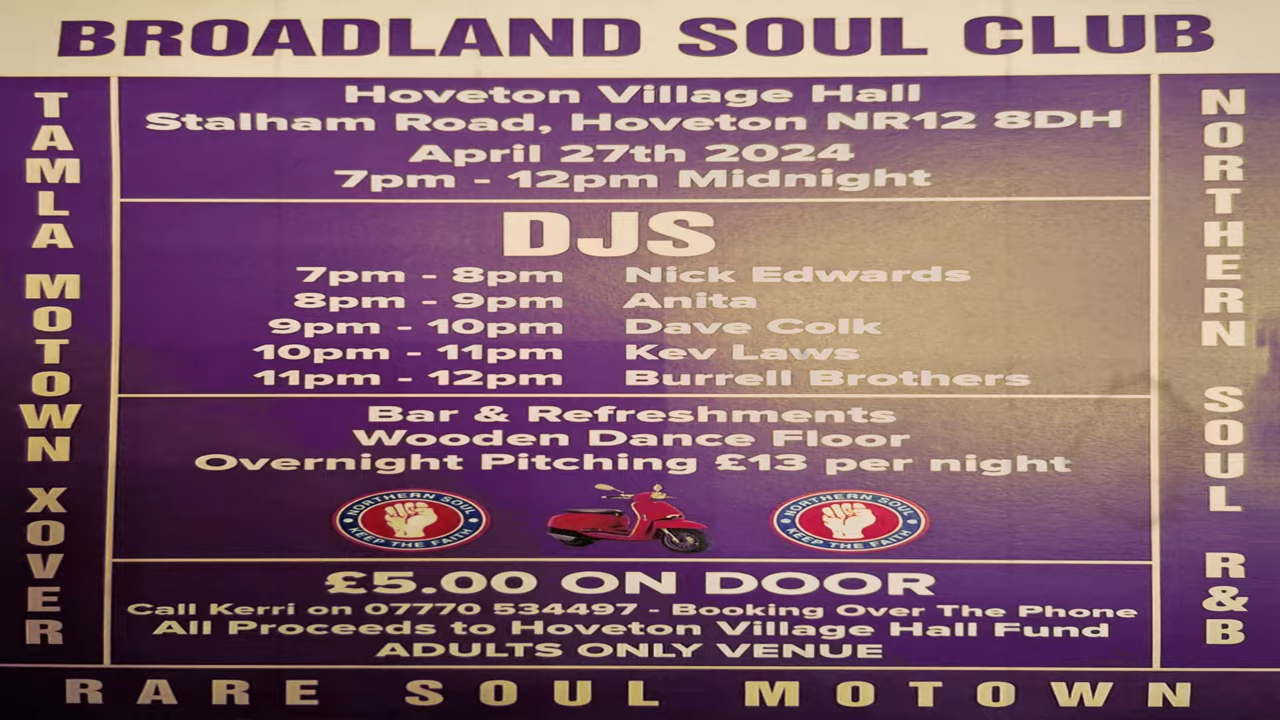 BROADLAND SOUL CLUB
TAMLA MOTOWN XOVER
Hoveton Village Hall
Stalham Road, Hoveton NR12 8DH
April 27th 2024
7pm - 12pm Midnight
DJS
7pm - 8pm Nick Edwards
8pm - 9pm Anita
9pm - 10pm Dave Colk
10pm - 11pm Kev Laws
11pm - 12pm Burrell Brothers
Bar & Refreshments
Wooden Dance Floor
Overnight Pitching £13 per night
NORTHERN SOUL
KEEP THE FAITH
NORTHERN SOUL
KEEP THE FAITH
£5.00 ON DOOR
Call Kerri on 07770 534497 - Booking Over The Phone
All Proceeds to Hoveton Village Hall Fund
ADULTS ONLY VENUE
NORTHERN SOUL R&B
RARE SOUL MOTOWN